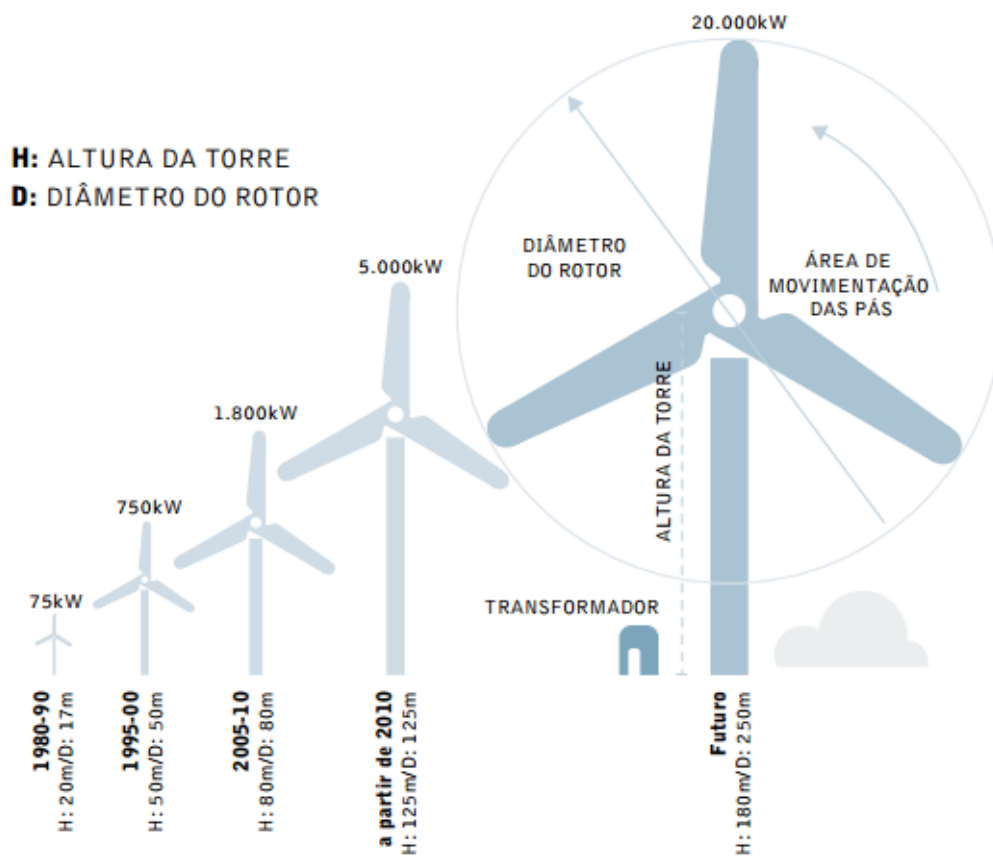 20.000kW
H: ALTURA DA TORRE
D: DIÂMETRO DO ROTOR
DIÂMETRO
DO ROTOR
ÁREA DE
MOVIMENTAÇÃO
DAS PÁS
5.000kW
ALTURA DA TORRE
1.800kW
750kW
75kW
TRANSFORMADOR
1980-90
H: 20m/D: 17m
1995-00
H: 50m/D: 50m
2005-10
H: 80m/D: 80m
a partir de 2010
H: 125m/D: 125m
Futuro
H: 180m/D: 250m